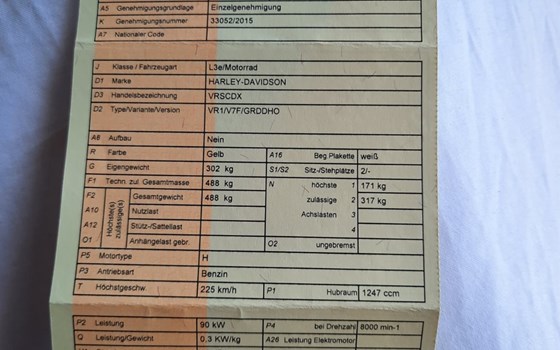 A5 Genehmigungsgrundlage Einzelgenehmigung
K Genehmigungsnummer 33052/2015
A7 Nationaler Code
J Klasse / Fahrzeugart L3e/Motorrad
D1 Marke HARLEY-DAVIDSON
D3 Handelsbezeichnung VRSCDX
D2 Type/Variante/Version VR1/V7F/GRDDHO
A8 Aufbau Nein
R Farbe Gelb A16 Beg Plakette weiß
G Eigengewicht 302 kg S1/S2 Sitz-/Stehplätze 2/-
F1 Techn. zul. Gesamtmasse 488 kg N höchste 1 171 kg
F2 Höchste(s) zulässige(s) Gesamtgewicht 488 kg zulässige 2 317 kg
A10 Nutzlast Achslasten 3
A12 Stütz-/Sattellast 4
O1 Anhängelast gebr. O2 ungebremst
P5 Motortype H
P3 Antriebsart Benzin
T Höchstgeschw 225 km/h P1 Hubraum 1247 ccm
P2 Leistung 90 kW P4 bei Drehzahl 8000 min-1
Q Leistung/Gewicht 0,3 KW/kg A26 Leistung Elektromotor